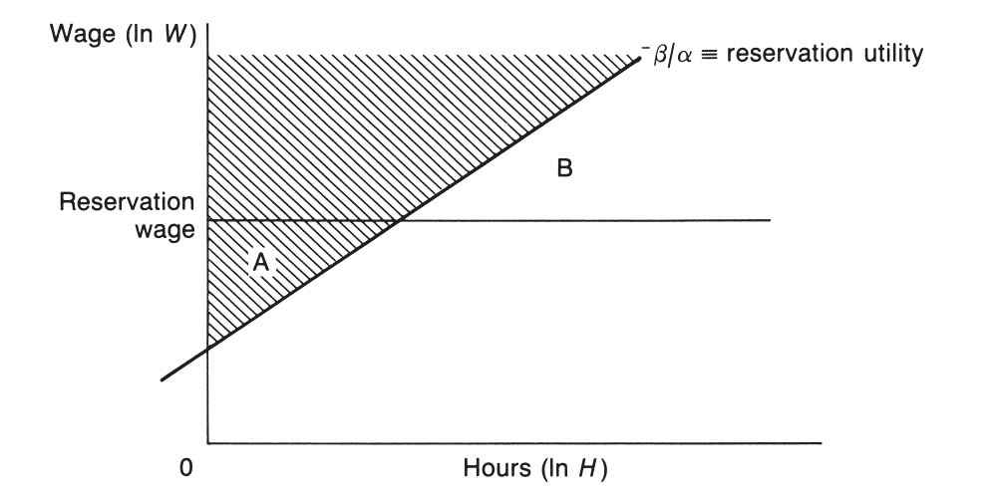 Wage (ln W)
⁻β/α ≡ reservation utility
B
Reservation
wage
A
0
Hours (ln H)